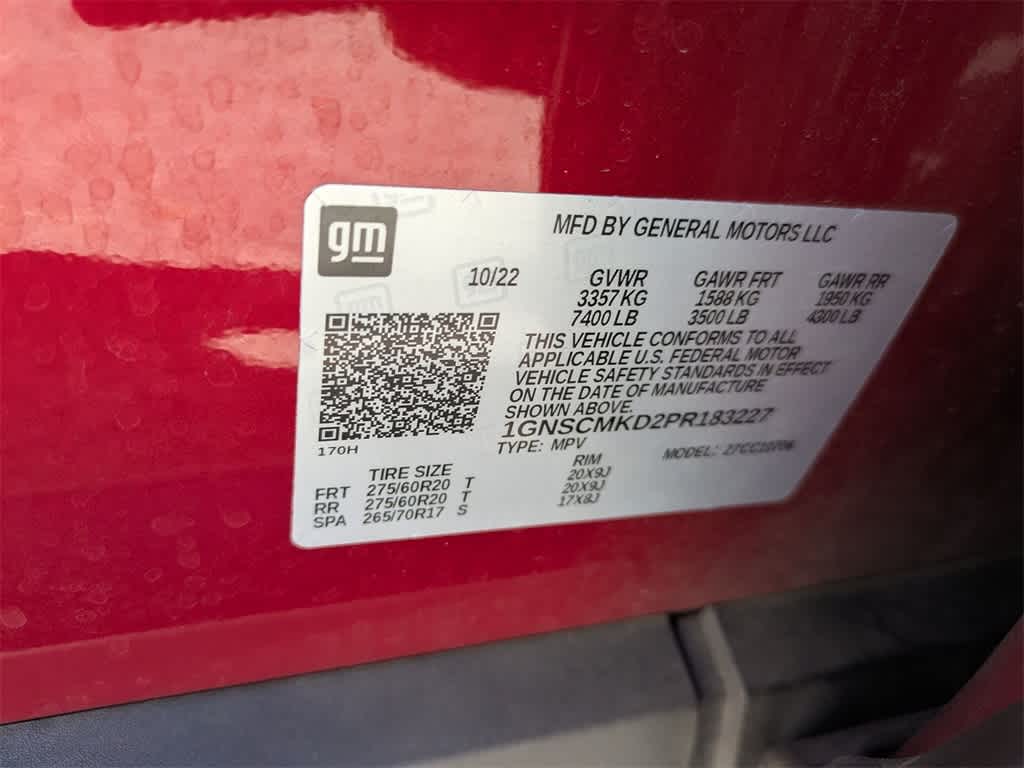 gm
MFD BY GENERAL MOTORS LLC
10/22 GVWR GAWR FRT GAWR RR
3357 KG 1588 KG 1950 KG
7400 LB 3500 LB 4300 LB
THIS VEHICLE CONFORMS TO ALL
APPLICABLE U.S. FEDERAL MOTOR
VEHICLE SAFETY STANDARDS IN EFFECT
ON THE DATE OF MANUFACTURE
SHOWN ABOVE.
1GNSCMKD2PR183227
170H
TYPE: MPV MODEL:
TIRE SIZE RIM
FRT 275/60R20 T 20X9J
RR 275/60R20 T 20X9J
SPA 265/70R17 S 17X8J